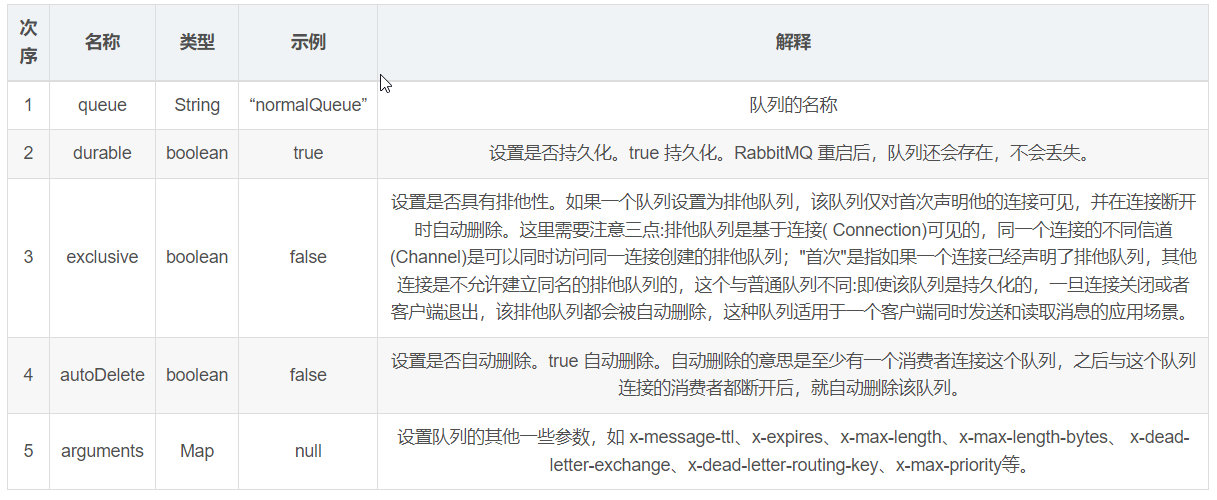 次
序
名称
类型
示例
解释
1
queue
String
“normalQueue”
队列的名称
2
durable
boolean
true
设置是否持久化。true 持久化。RabbitMQ 重启后，队列还会存在，不会丢失。
3
exclusive
boolean
false
设置是否具有排他性。如果一个队列设置为排他队列，该队列仅对首次声明他的连接可见，并在连接断开
时自动删除。这里需要注意三点:排他队列是基于连接( Connection)可见的，同一个连接的不同信道
(Channel)是可以同时访问同一连接创建的排他队列；"首次"是指如果一个连接己经声明了排他队列，其他
连接是不允许建立同名的排他队列的，这个与普通队列不同:即使该队列是持久化的，一旦连接关闭或者
客户端退出，该排他队列都会被自动删除，这种队列适用于一个客户端同时发送和读取消息的应用场景。
4
autoDelete
boolean
false
设置是否自动删除。true 自动删除。自动删除的意思是至少有一个消费者连接这个队列，之后与这个队列
连接的消费者都断开后，就自动删除该队列。
5
arguments
Map
null
设置队列的其他一些参数，如 x-message-ttl、x-expires、x-max-length、x-max-length-bytes、 x-dead-
letter-exchange、x-dead-letter-routing-key、x-max-priority等。